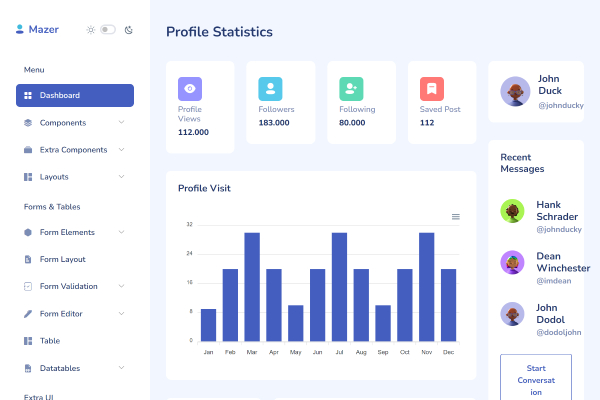 Mazer
Menu
Dashboard
Components
Extra Components
Layouts
Forms & Tables
Form Elements
Form Layout
Form Validation
Form Editor
Table
Datatables
Extra UI
Profile Statistics
Profile
Views
112.000
Followers
183.000
Following
80.000
Saved Post
112
Profile Visit
32
24
16
8
0
Jan Feb Mar Apr May Jun Jul Aug Sep Oct Nov Dec
John
Duck
@johnducky
Recent
Messages
Hank
Schrader
@johnducky
Dean
Winchester
@imdean
John
Dodol
@dodoljohn
Start
Conversat
ion